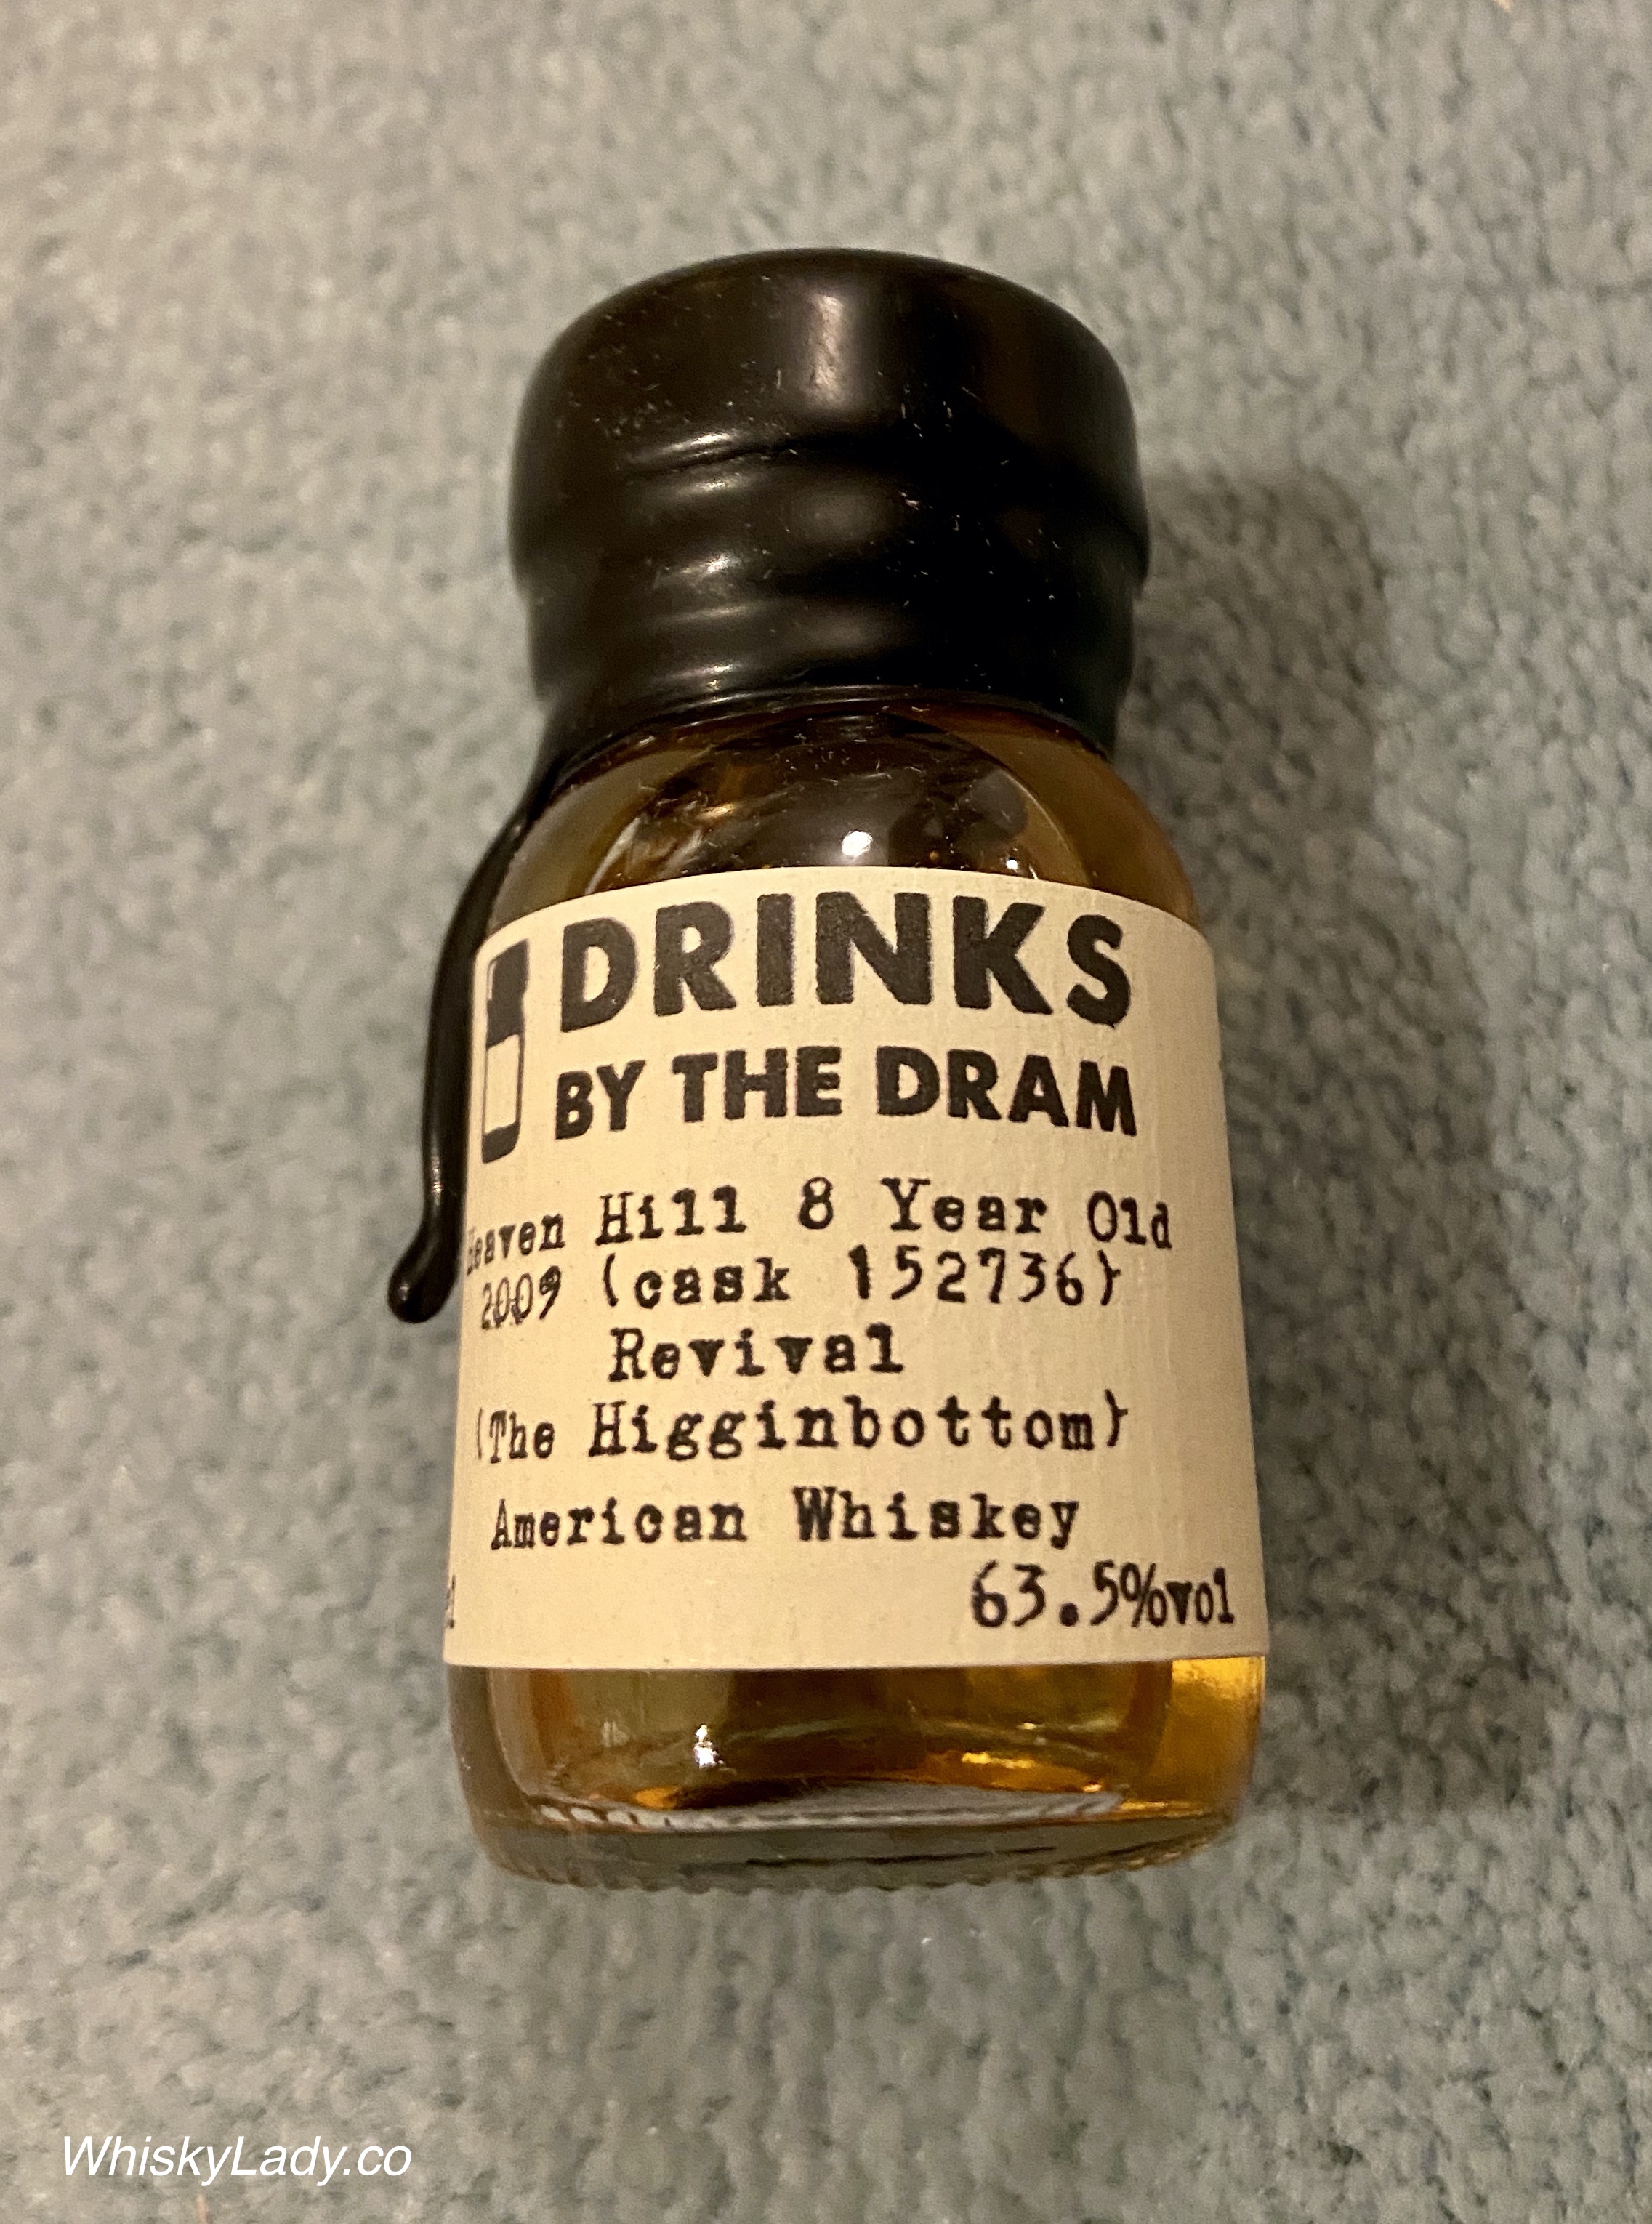 DRINKS
BY THE DRAM
Heaven Hill 8 Year Old
2009 (cask 152736)
Revival
(The Higginbottom)
American Whiskey
63.5%vol
WhiskyLady.co